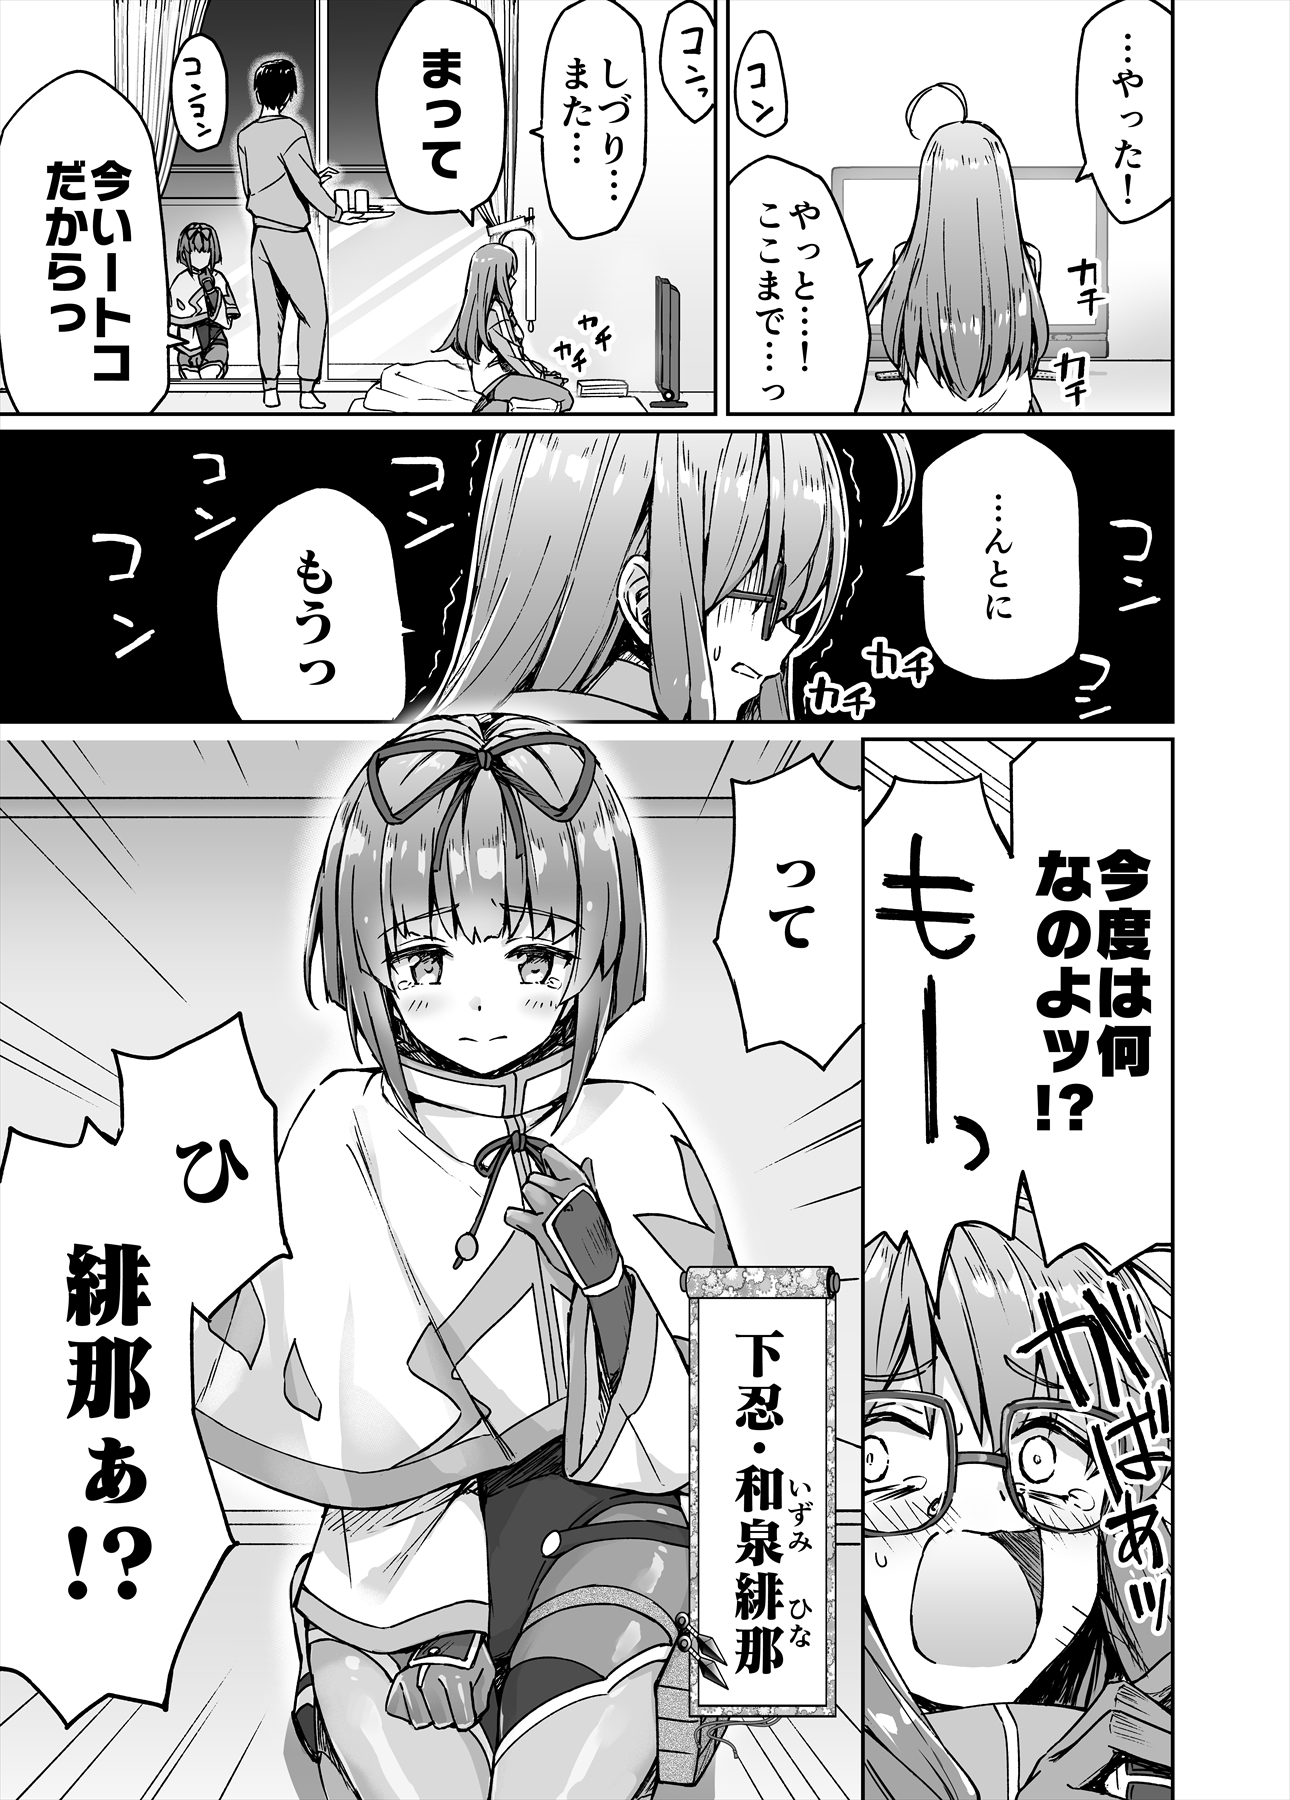 …やった！
カチ
カチ
やっと…！
ここまで…っ
コン
コンっ
しづり…
また…
まって
カチ
カチ
コンコン
今いートコ
だからっ
コン
コン
…んとに
カチ
カチ
コン
もうっ
コン
コン
今度は何
なのよッ!?
もーっ
がばぁッ
って
下忍・和泉緋那
いずみ ひな
ひ
緋那ぁ!?